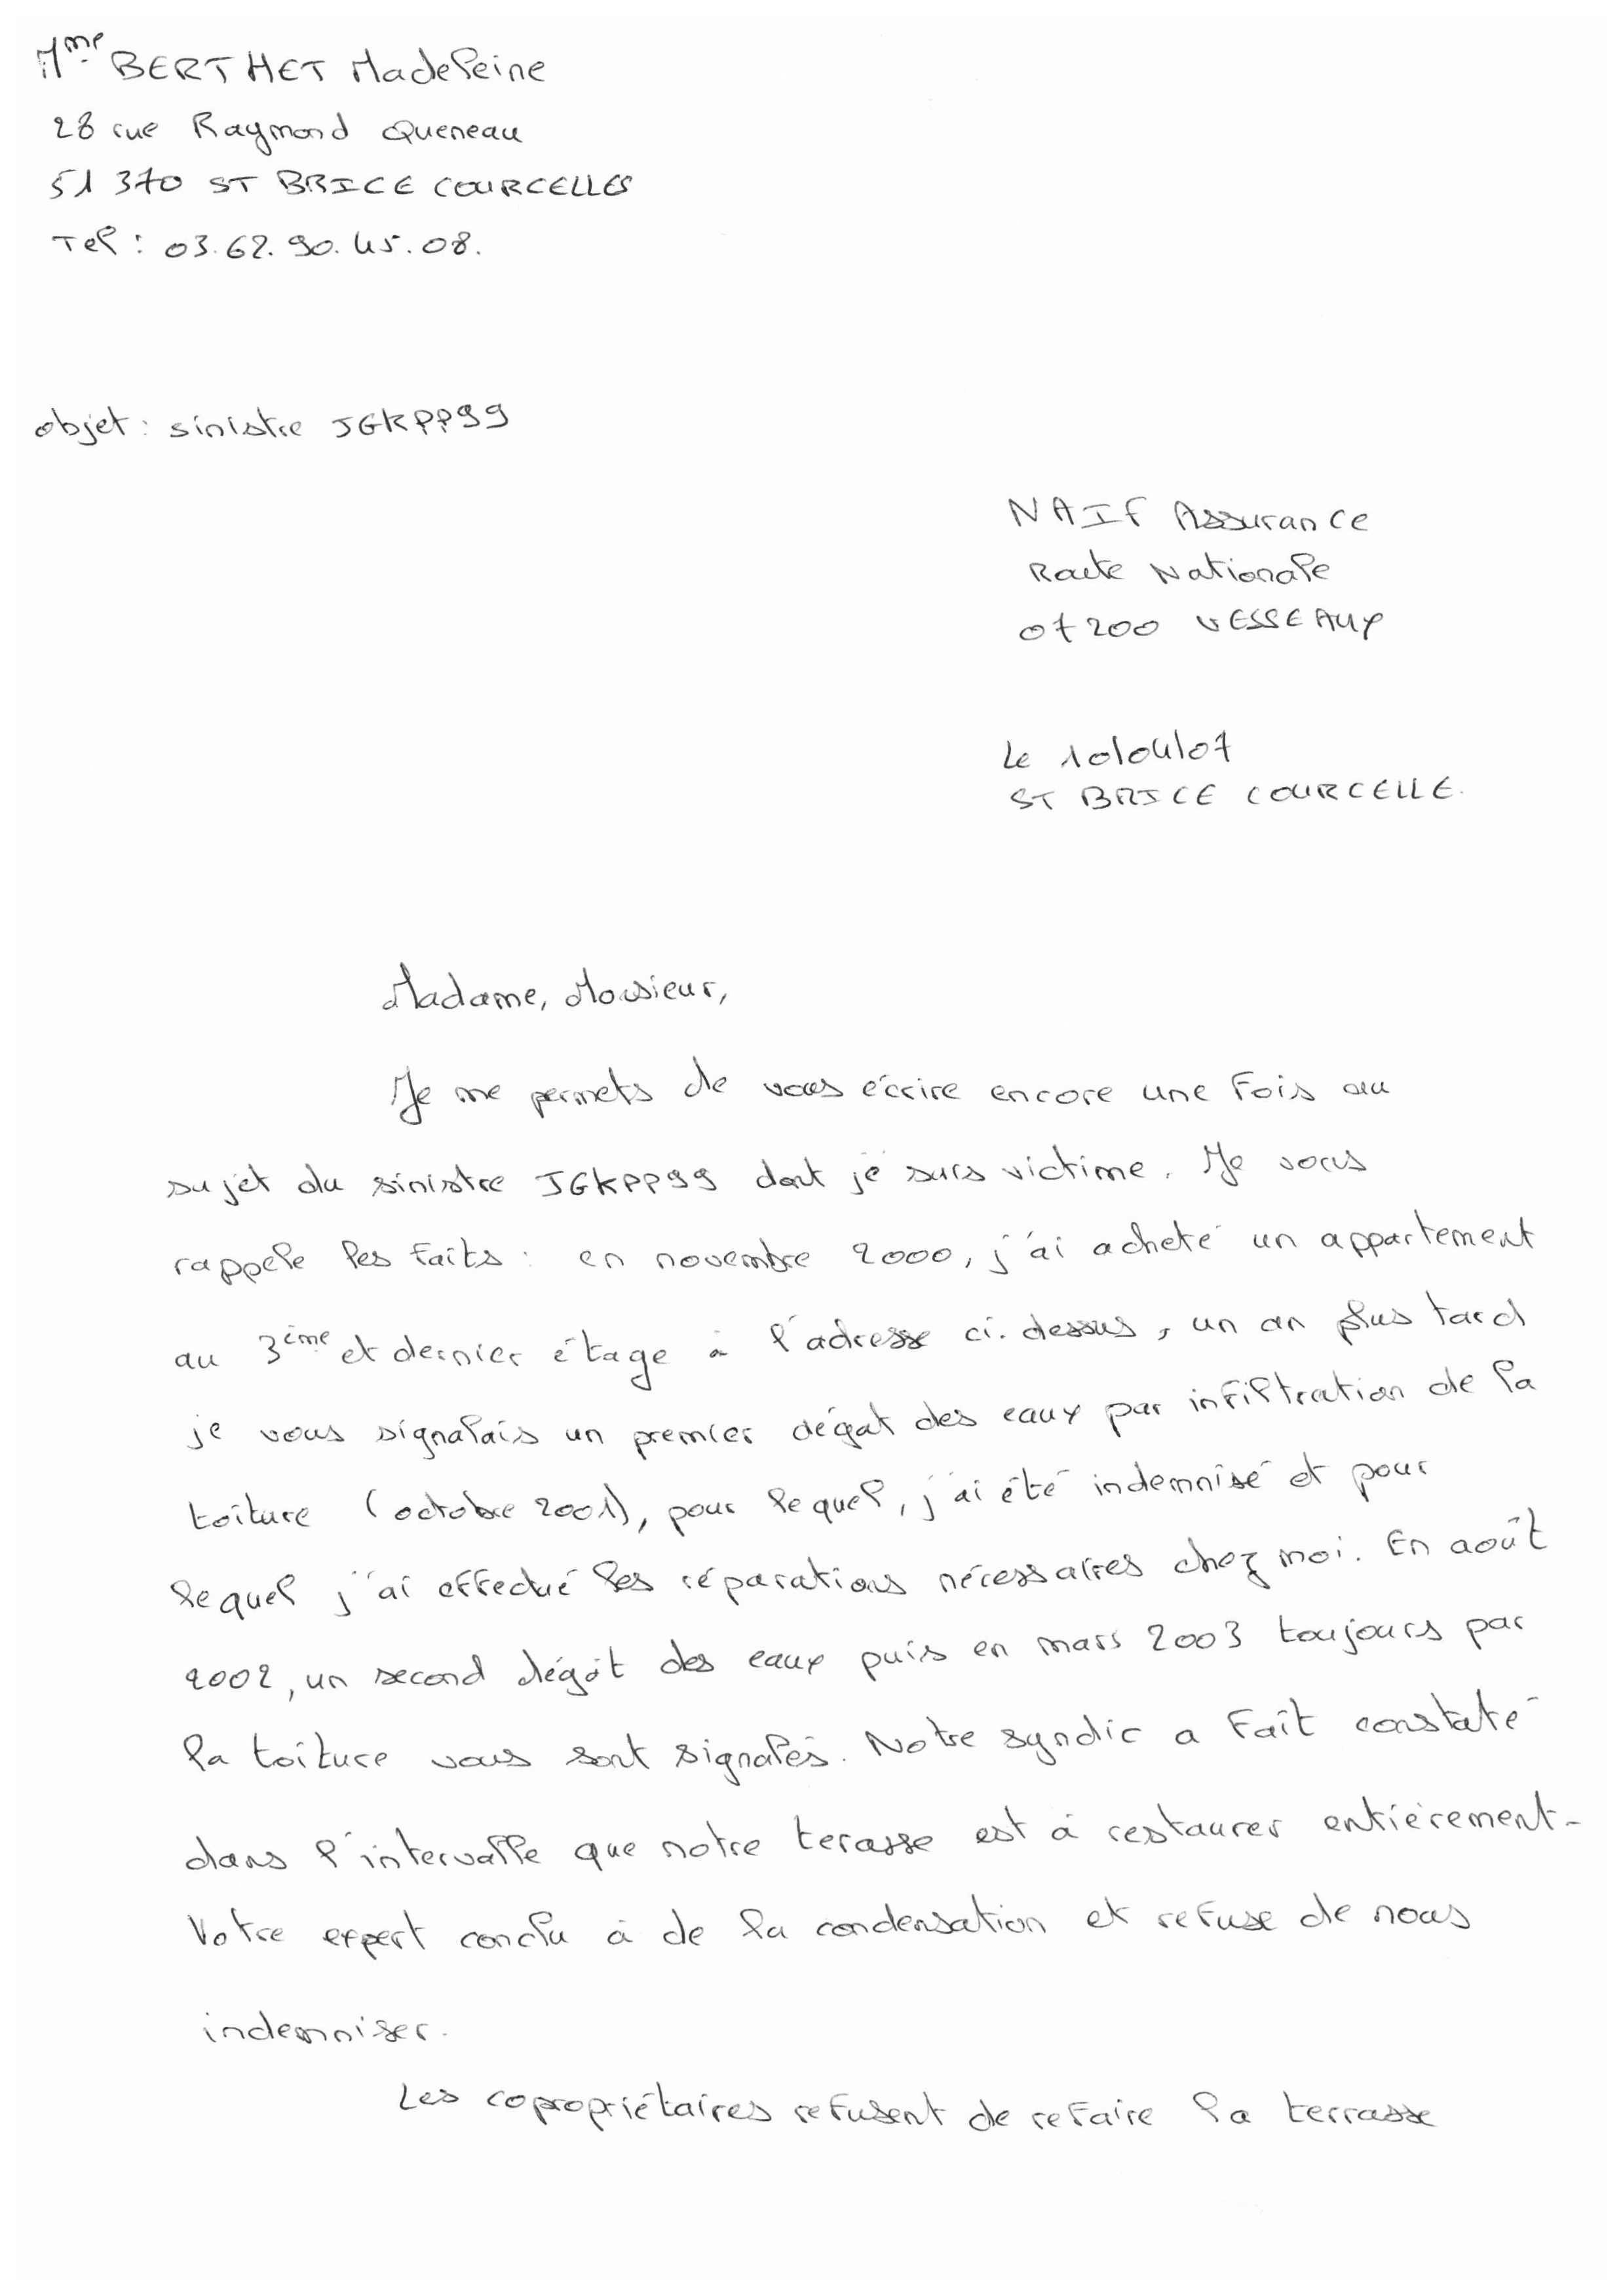 Mme BERTHET Madeleine
28 rue Raymond Queneau
51 370 ST BRICE COURCELLES
Tel : 03.62.90.45.08.
objet : sinistre JGKPP99
NAIF Assurance
Route Nationale
07200 VESSEAUX
Le 10/04/07
ST BRICE COURCELLE.
Madame, Monsieur,
Je me permets de vous écrire encore une fois au
sujet du sinistre JGKPP99 dont je suis victime. Je vous
rappele les faits : en novembre 2000, j'ai acheté un appartement
au 3ème et dernier étage à l'adresse ci-dessus, un an plus tard
je vous signalais un premier dégat des eaux par infiltration de la
toiture (octobre 2001), pour lequel, j'ai été indemnisé et pour
lequel j'ai effectué les réparations nécessaires chez moi. En août
2002, un second dégât des eaux puis en mars 2003 toujours par
la toiture vous sont signalés. Notre syndic a fait constaté
dans l'intervalle que notre terasse est à restaurer entièrement.
Votre expert conclu à de la condensation et refuse de nous
indemniser.
Les copropriétaires refusent de refaire la terrasse